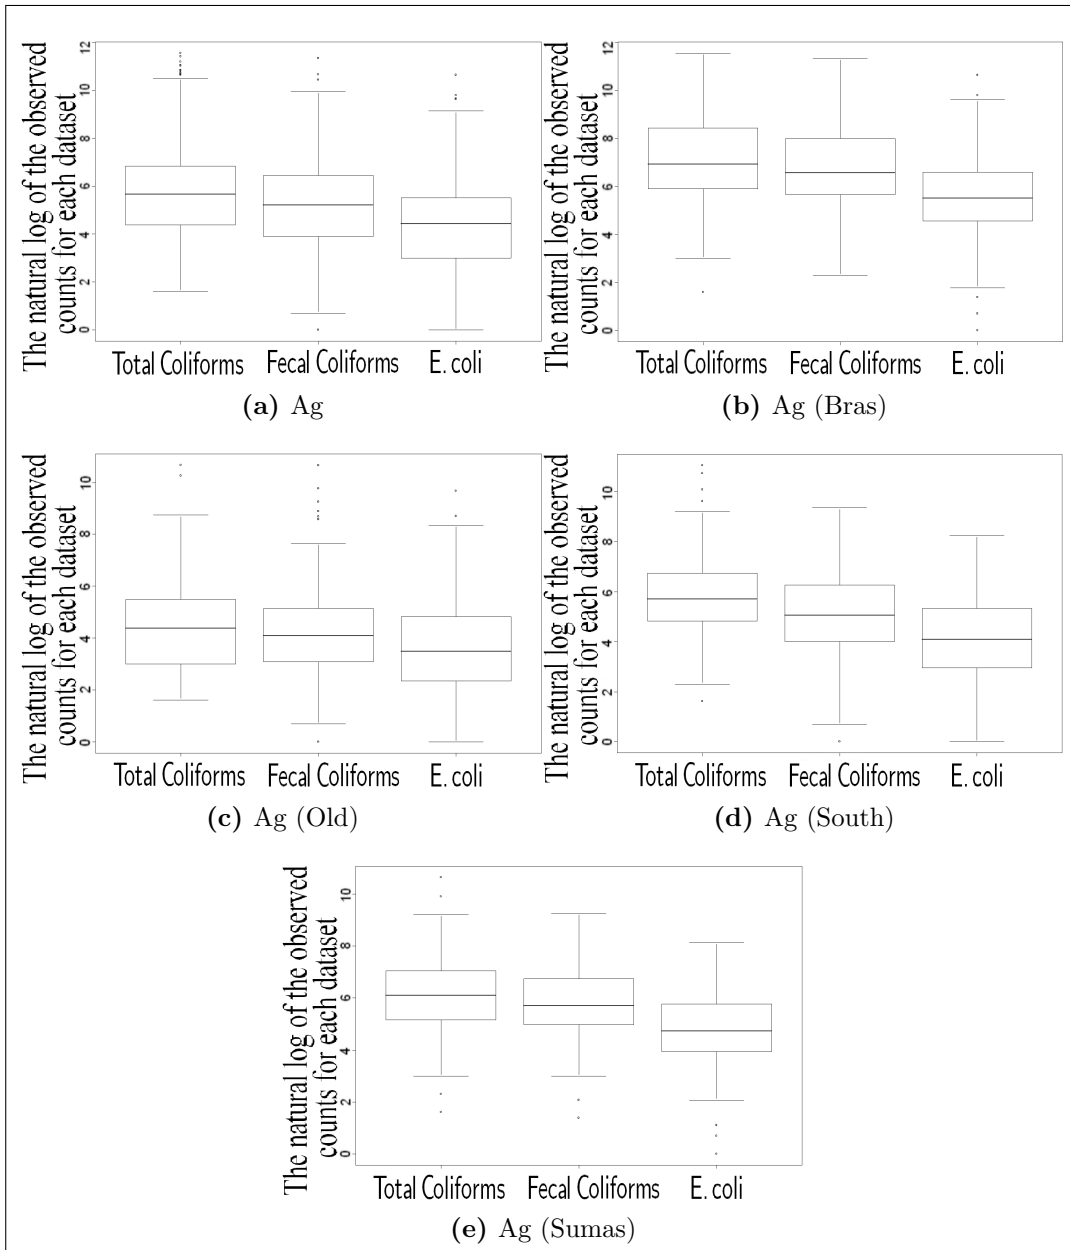 The natural log of the observed
counts for each dataset
0 2 4 6 8 10 12
Total Coliforms Fecal Coliforms E. coli
(a) Ag
The natural log of the observed
counts for each dataset
0 2 4 6 8 10 12
Total Coliforms Fecal Coliforms E. coli
(b) Ag (Bras)
The natural log of the observed
counts for each dataset
0 2 4 6 8 10
Total Coliforms Fecal Coliforms E. coli
(c) Ag (Old)
The natural log of the observed
counts for each dataset
0 2 4 6 8 10
Total Coliforms Fecal Coliforms E. coli
(d) Ag (South)
The natural log of the observed
counts for each dataset
0 2 4 6 8 10
Total Coliforms Fecal Coliforms E. coli
(e) Ag (Sumas)